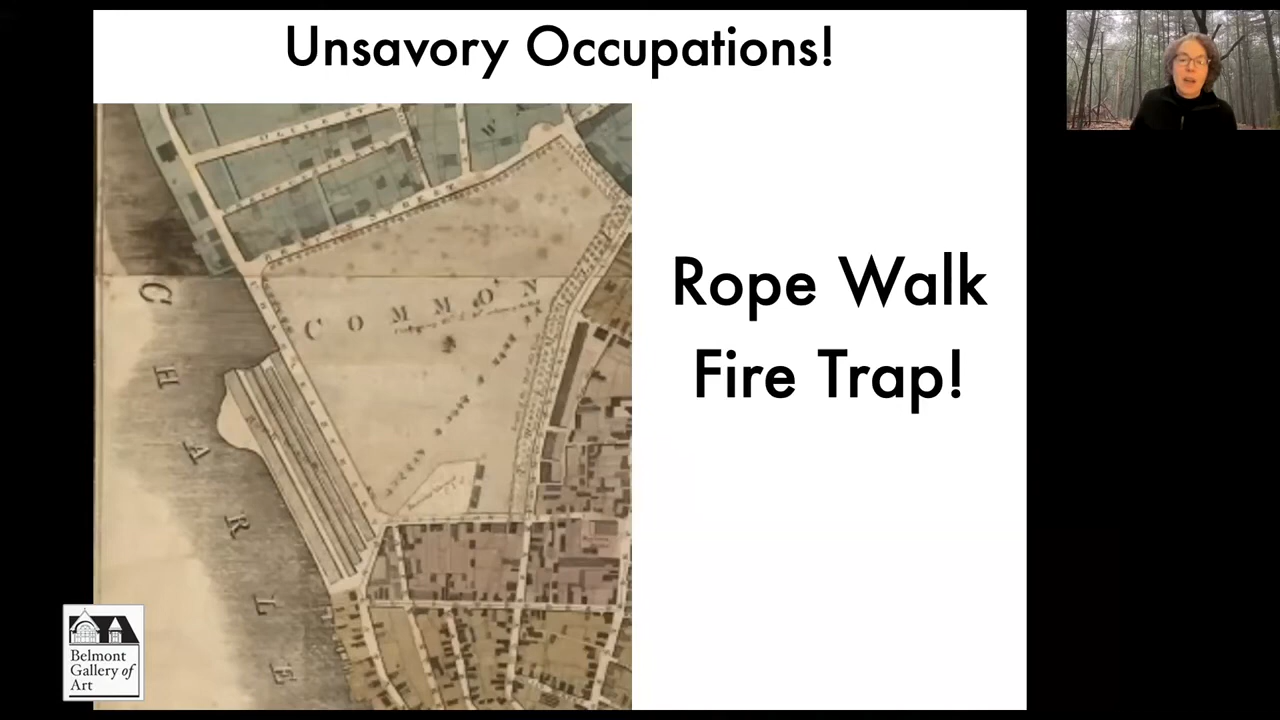 Unsavory Occupations!
COMMON
CHARLE
Rope Walk
Fire Trap!
Belmont
Gallery of
Art